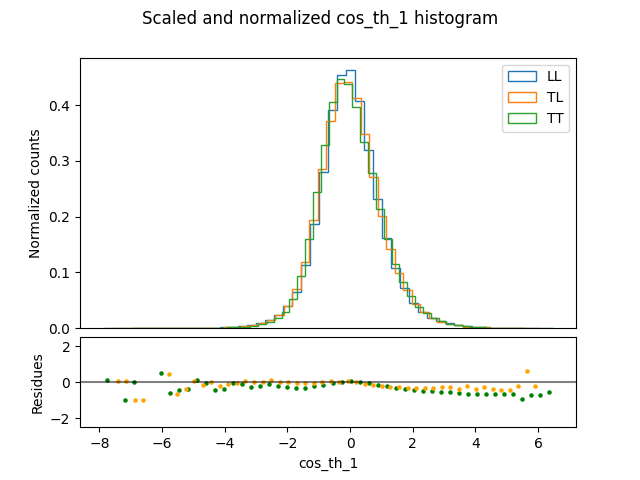 Scaled and normalized cos_th_1 histogram
Normalized counts
0.4
0.3
0.2
0.1
0.0
LL
TL
TT
Residues
2
0
−2
−8 −6 −4 −2 0 2 4 6
cos_th_1